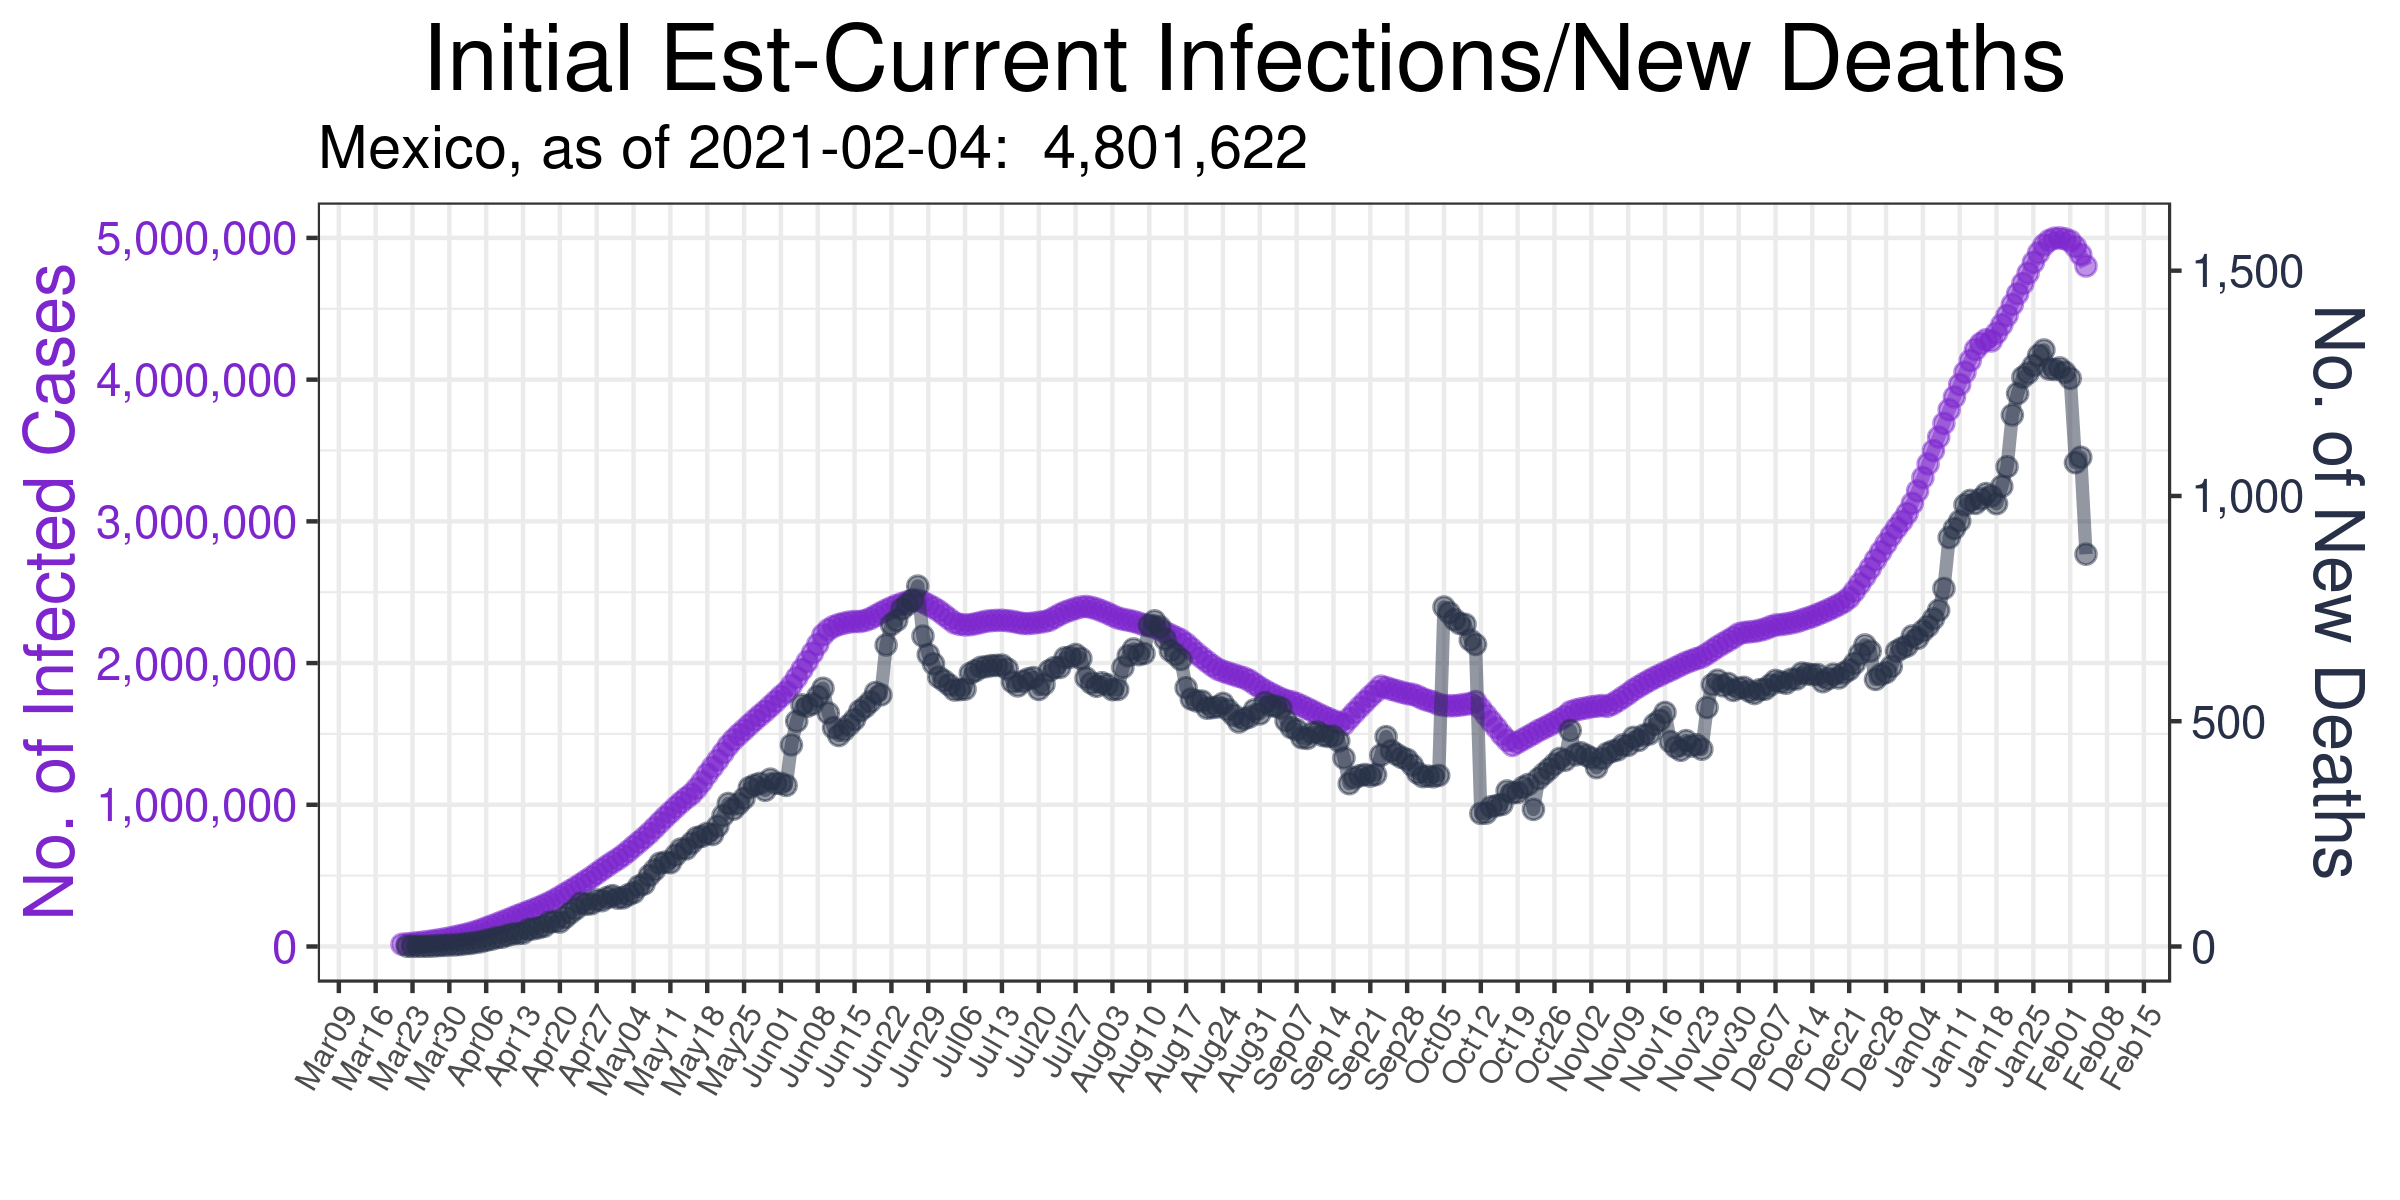 Initial Est-Current Infections/New Deaths
Mexico, as of 2021-02-04:  4,801,622
No. of Infected Cases
5,000,000
4,000,000
3,000,000
2,000,000
1,000,000
0
1,500
1,000
500
0
No. of New Deaths
Mar09
Mar16
Mar23
Mar30
Apr06
Apr13
Apr20
Apr27
May04
May11
May18
May25
Jun01
Jun08
Jun15
Jun22
Jun29
Jul06
Jul13
Jul20
Jul27
Aug03
Aug10
Aug17
Aug24
Aug31
Sep07
Sep14
Sep21
Sep28
Oct05
Oct12
Oct19
Oct26
Nov02
Nov09
Nov16
Nov23
Nov30
Dec07
Dec14
Dec21
Dec28
Jan04
Jan11
Jan18
Jan25
Feb01
Feb08
Feb15